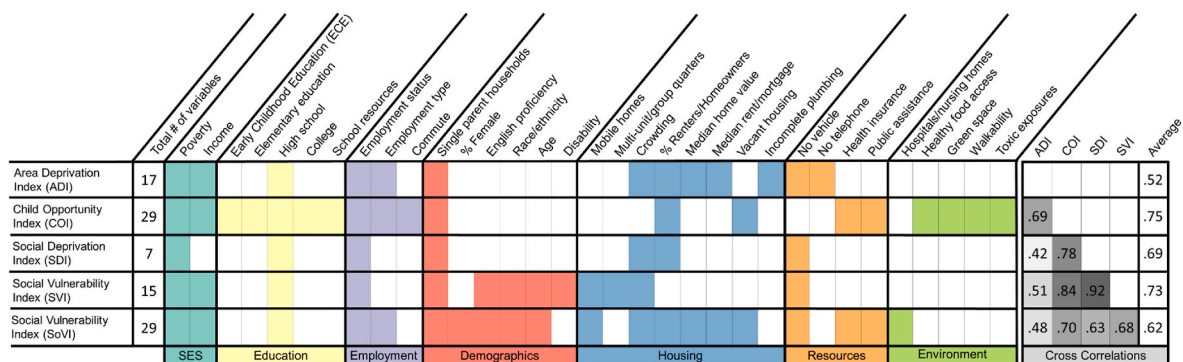 Total # of variables
Poverty
Income
Early Childhood Education (ECE)
Elementary education
High school
College
School resources
Employment status
Employment type
Commute
Single parent households
% Female
English proficiency
Race/ethnicity
Age
Disability
Mobile homes
Multi-unit/group quarters
Crowding
% Renters/Homeowners
Median home value
Median rent/mortgage
Vacant housing
Incomplete plumbing
No vehicle
No telephone
Health insurance
Public assistance
Hospitals/nursing homes
Healthy food access
Green space
Walkability
Toxic exposures
ADI
COI
SDI
SVI
Average
Area Deprivation
Index (ADI)
17
.52
Child Opportunity
Index (COI)
29
.69
.75
Social Deprivation
Index (SDI)
7
.42 .78
.69
Social Vulnerability
Index (SVI)
15
.51 .84 .92
.73
Social Vulnerability
Index (SoVI)
29
.48 .70 .63 .68
.62
SES
Education
Employment
Demographics
Housing
Resources
Environment
Cross Correlations